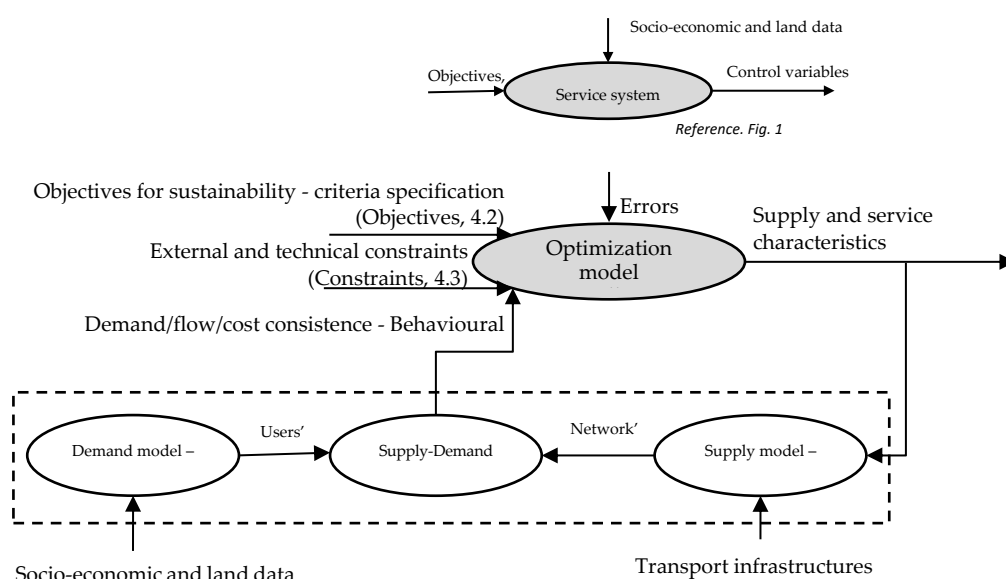 Socio-economic and land data
Objectives,
Control variables
Service system
Reference. Fig. 1
Objectives for sustainability - criteria specification
(Objectives, 4.2)
Errors
Supply and service
characteristics
External and technical constraints
(Constraints, 4.3)
Optimization
model
Demand/flow/cost consistence - Behavioural
Demand model –
Users’
Supply-Demand
Network’
Supply model –
Socio-economic and land data
Transport infrastructures